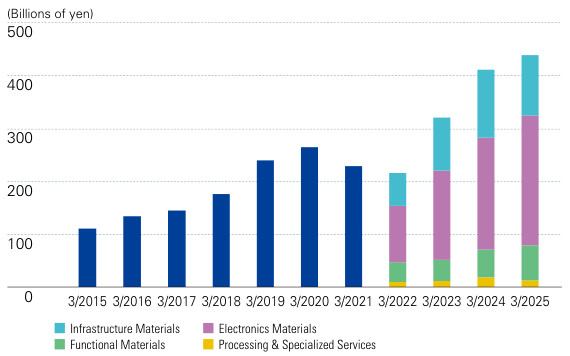 (Billions of yen)
500
400
300
200
100
0
3/2015 3/2016 3/2017 3/2018 3/2019 3/2020 3/2021 3/2022 3/2023 3/2024 3/2025
Infrastructure Materials Electronics Materials
Functional Materials Processing & Specialized Services